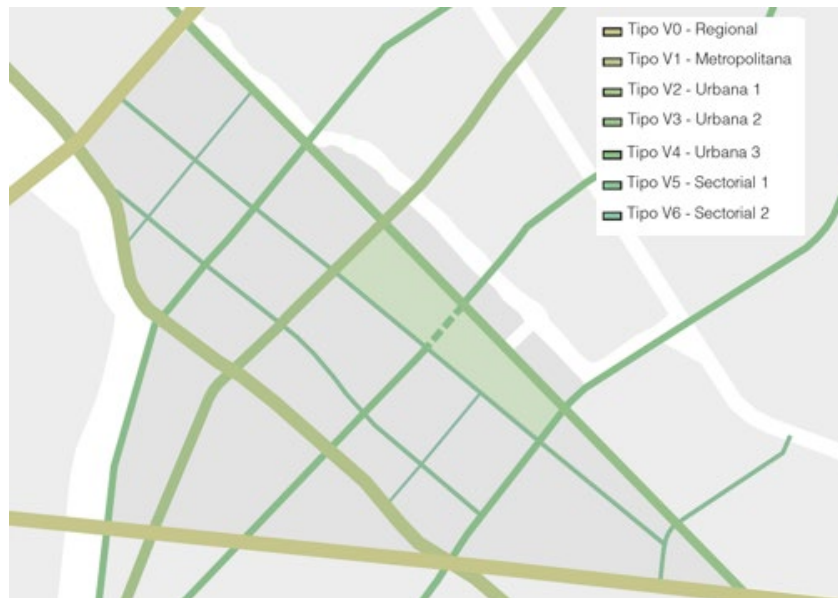 Tipo V0 - Regional
Tipo V1 - Metropolitana
Tipo V2 - Urbana 1
Tipo V3 - Urbana 2
Tipo V4 - Urbana 3
Tipo V5 - Sectorial 1
Tipo V6 - Sectorial 2